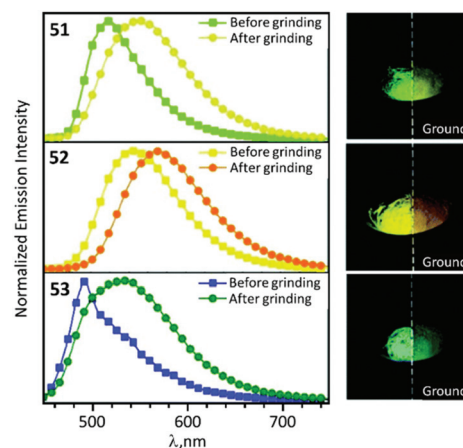 51
Before grinding
After grinding
Ground
52
Before grinding
After grinding
Ground
53
Before grinding
After grinding
Ground
Normalized Emission Intensity
500 600 700
λ,nm